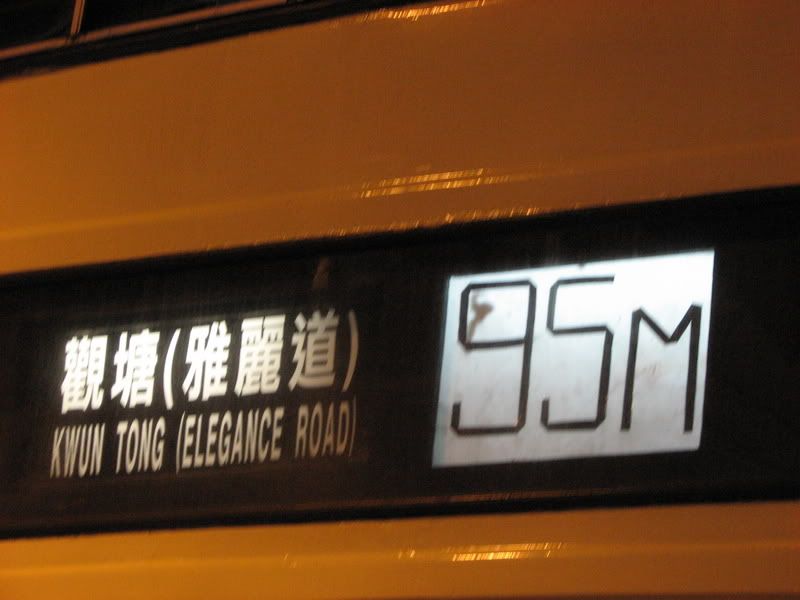 觀塘(雅麗道)
KWUN TONG (ELEGANCE ROAD)
95M